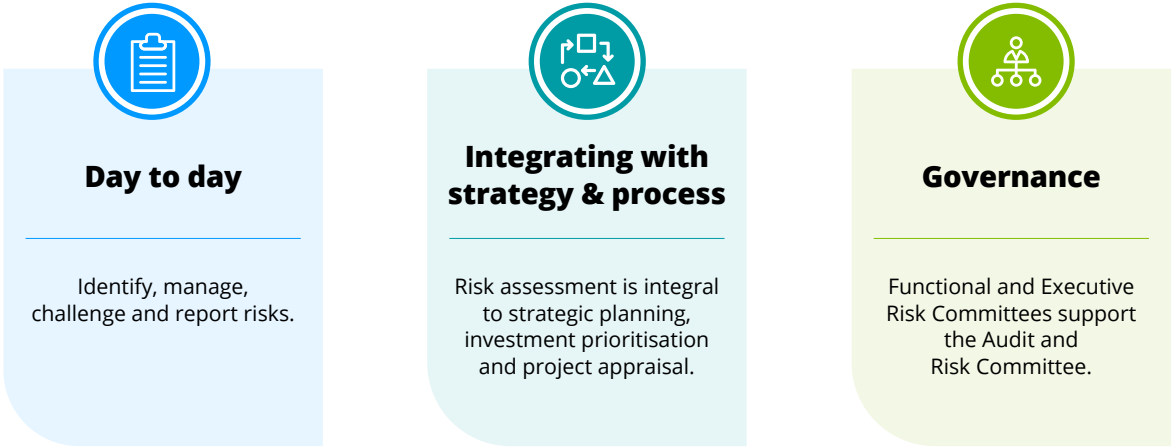 Day to day
Identify, manage,
challenge and report risks.
Integrating with
strategy & process
Risk assessment is integral
to strategic planning,
investment prioritisation
and project appraisal.
Governance
Functional and Executive
Risk Committees support
the Audit and
Risk Committee.